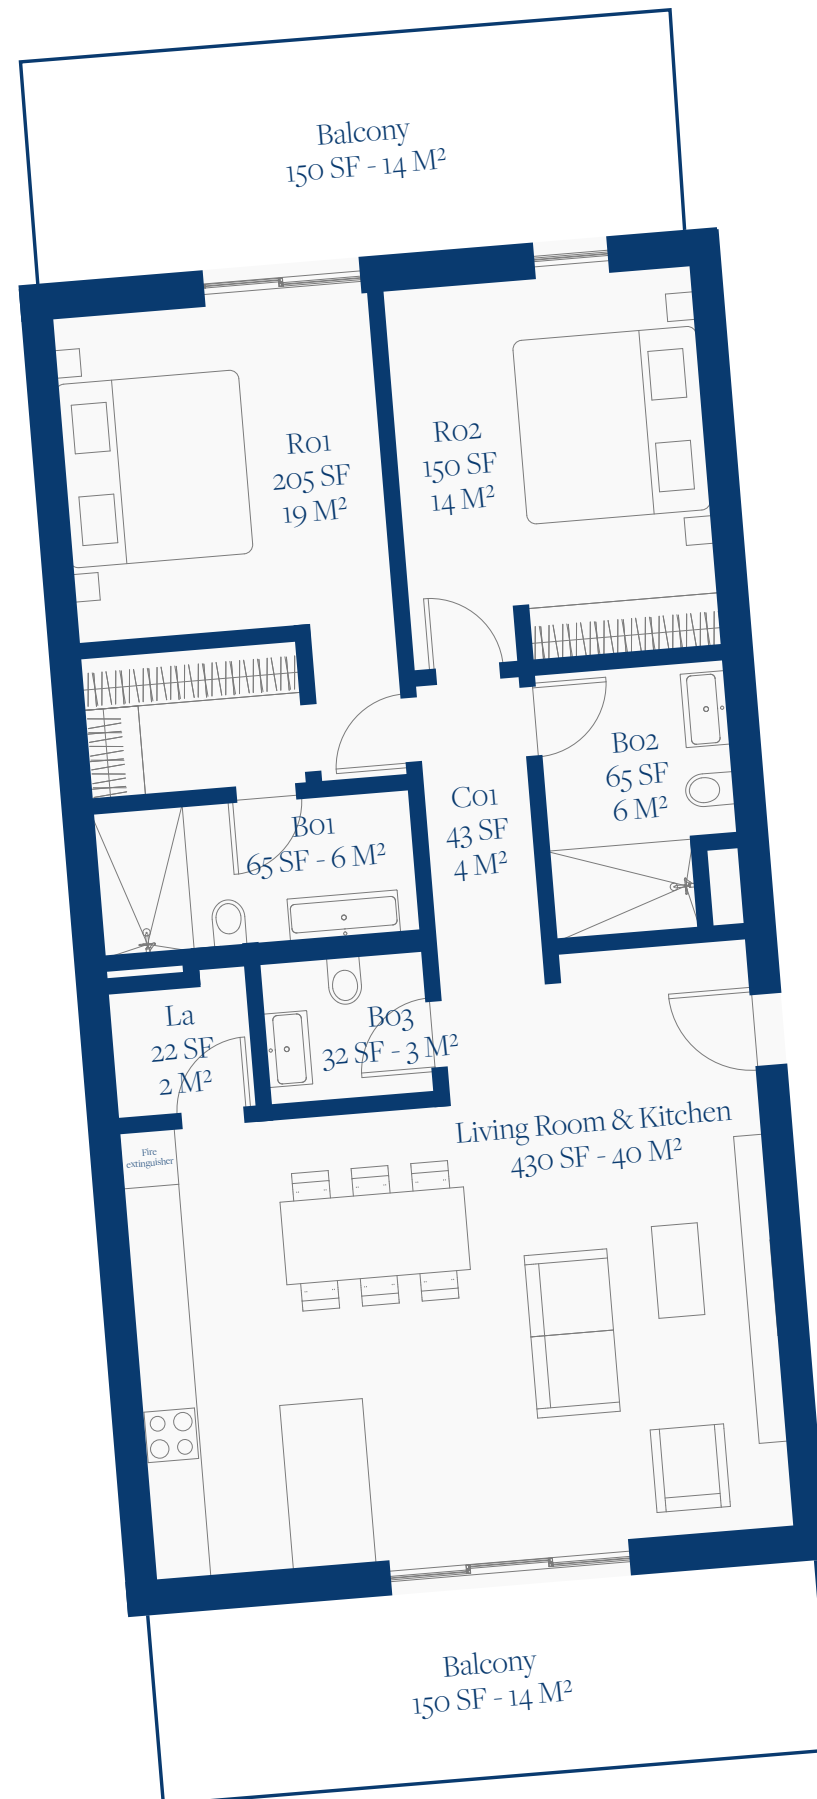 Balcony
150 SF - 14 M²
R01
205 SF
19 M²
R02
150 SF
14 M²
B02
65 SF
6 M²
C01
43 SF
4 M²
B01
65 SF - 6 M²
La
22 SF
2 M²
B03
32 SF - 3 M²
Living Room & Kitchen
430 SF - 40 M²
Fire
extinguisher
Balcony
150 SF - 14 M²